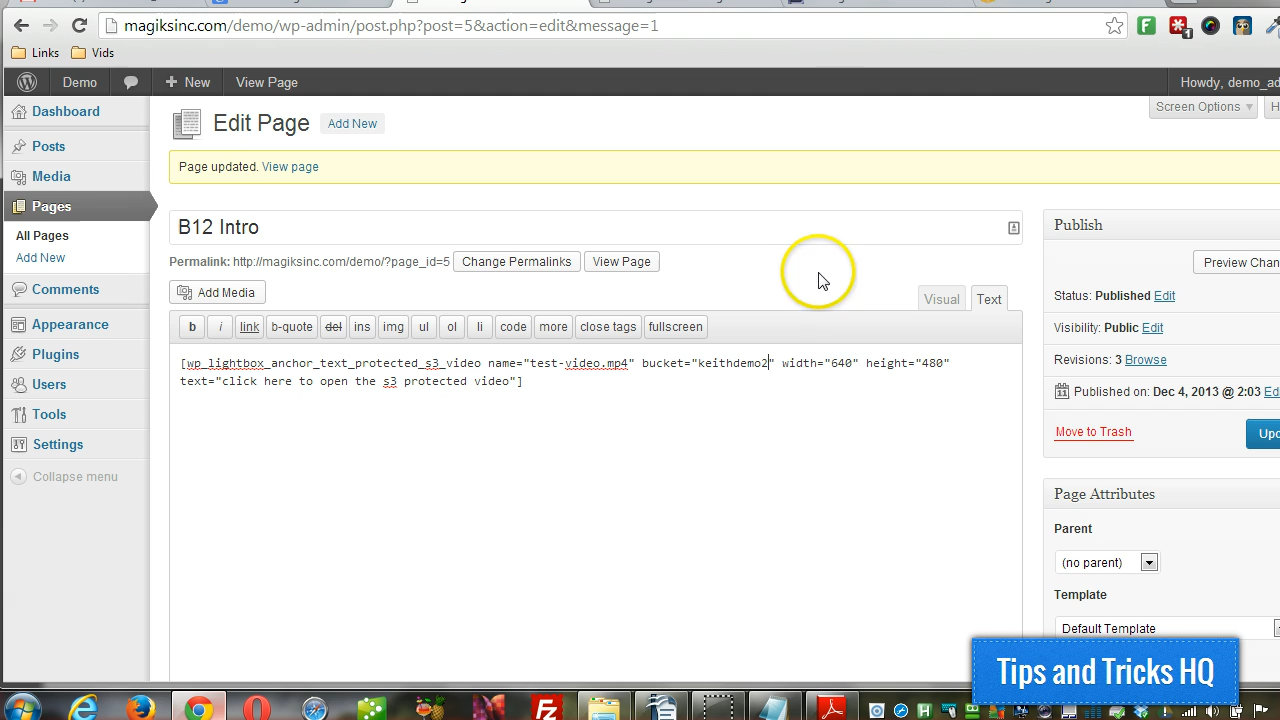 magiksinc.com/demo/wp-admin/post.php?post=5&action=edit&message=1
Links Vids
Demo New View Page Howdy, demo_ad
Dashboard
Posts
Media
Pages
All Pages
Add New
Comments
Appearance
Plugins
Users
Tools
Settings
Collapse menu
Screen Options H
Edit Page Add New
Page updated. View page
B12 Intro
Permalink: http://magiksinc.com/demo/?page_id=5 Change Permalinks View Page
Add Media
Visual Text
b i link b-quote del ins img ul ol li code more close tags fullscreen
[wp_lightbox_anchor_text_protected_s3_video name="test-video.mp4" bucket="keithdemo2" width="640" height="480"
text="click here to open the s3 protected video"]
Publish
Preview Chan
Status: Published Edit
Visibility: Public Edit
Revisions: 3 Browse
Published on: Dec 4, 2013 @ 2:03 Edi
Move to Trash Upd
Page Attributes
Parent
(no parent)
Template
Default Template
Tips and Tricks HQ